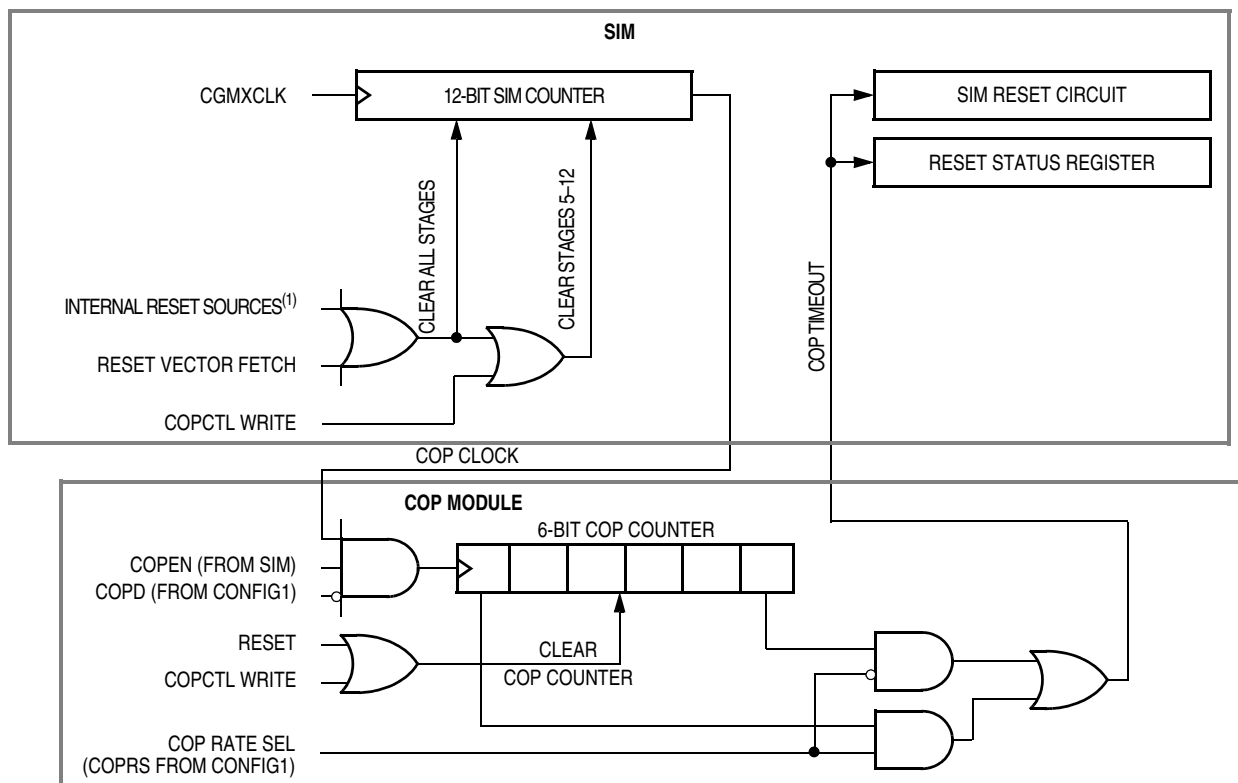 SIM
CGMXCLK
12-BIT SIM COUNTER
SIM RESET CIRCUIT
RESET STATUS REGISTER
CLEAR ALL STAGES
CLEAR STAGES 5–12
COP TIMEOUT
INTERNAL RESET SOURCES(1)
RESET VECTOR FETCH
COPCTL WRITE
COP CLOCK
COP MODULE
6-BIT COP COUNTER
COPEN (FROM SIM)
COPD (FROM CONFIG1)
RESET
CLEAR
COPCTL WRITE
COP COUNTER
COP RATE SEL
(COPRS FROM CONFIG1)